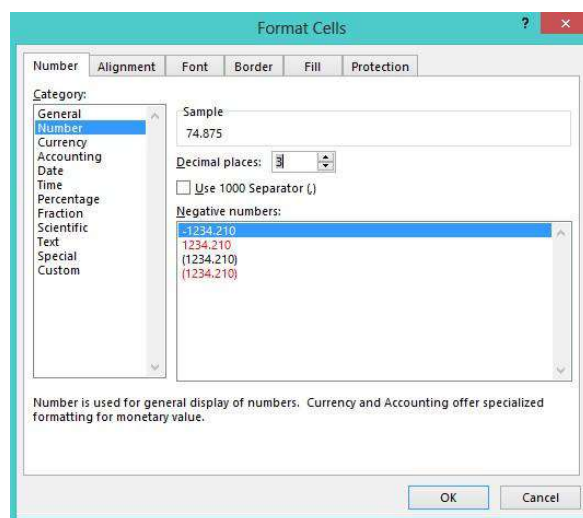 Format Cells
?
×
Number Alignment Font Border Fill Protection
Category:
General
Number
Currency
Accounting
Date
Time
Percentage
Fraction
Scientific
Text
Special
Custom
Sample
74.875
Decimal places: 3
Use 1000 Separator (,)
Negative numbers:
-1234.210
1234.210
(1234.210)
(1234.210)
Number is used for general display of numbers. Currency and Accounting offer specialized
formatting for monetary value.
OK Cancel